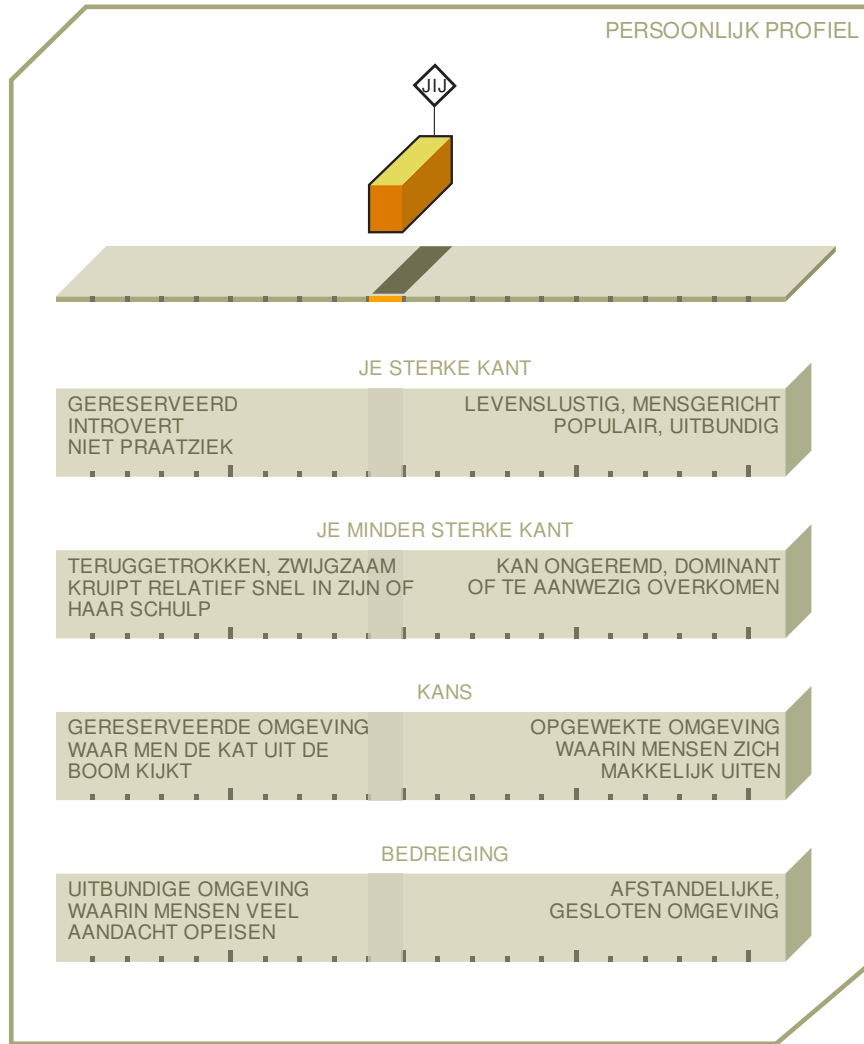 PERSOONLIJK PROFIEL
JIJ
JE STERKE KANT
GERESERVEERD
INTROVERT
NIET PRAATZIEK
LEVENSLUSTIG, MENSGERICHT
POPULAIR, UITBUNDIG
JE MINDER STERKE KANT
TERUGGETROKKEN, ZWIJGZAAM
KRUIPT RELATIEF SNEL IN ZIJN OF
HAAR SCHULP
KAN ONGEREMD, DOMINANT
OF TE AANWEZIG OVERKOMEN
KANS
GERESERVEERDE OMGEVING
WAAR MEN DE KAT UIT DE
BOOM KIJKT
OPGEWEKTE OMGEVING
WAARIN MENSEN ZICH
MAKKELIJK UITEN
BEDREIGING
UITBUNDIGE OMGEVING
WAARIN MENSEN VEEL
AANDACHT OPEISEN
AFSTANDELIJKE,
GESLOTEN OMGEVING